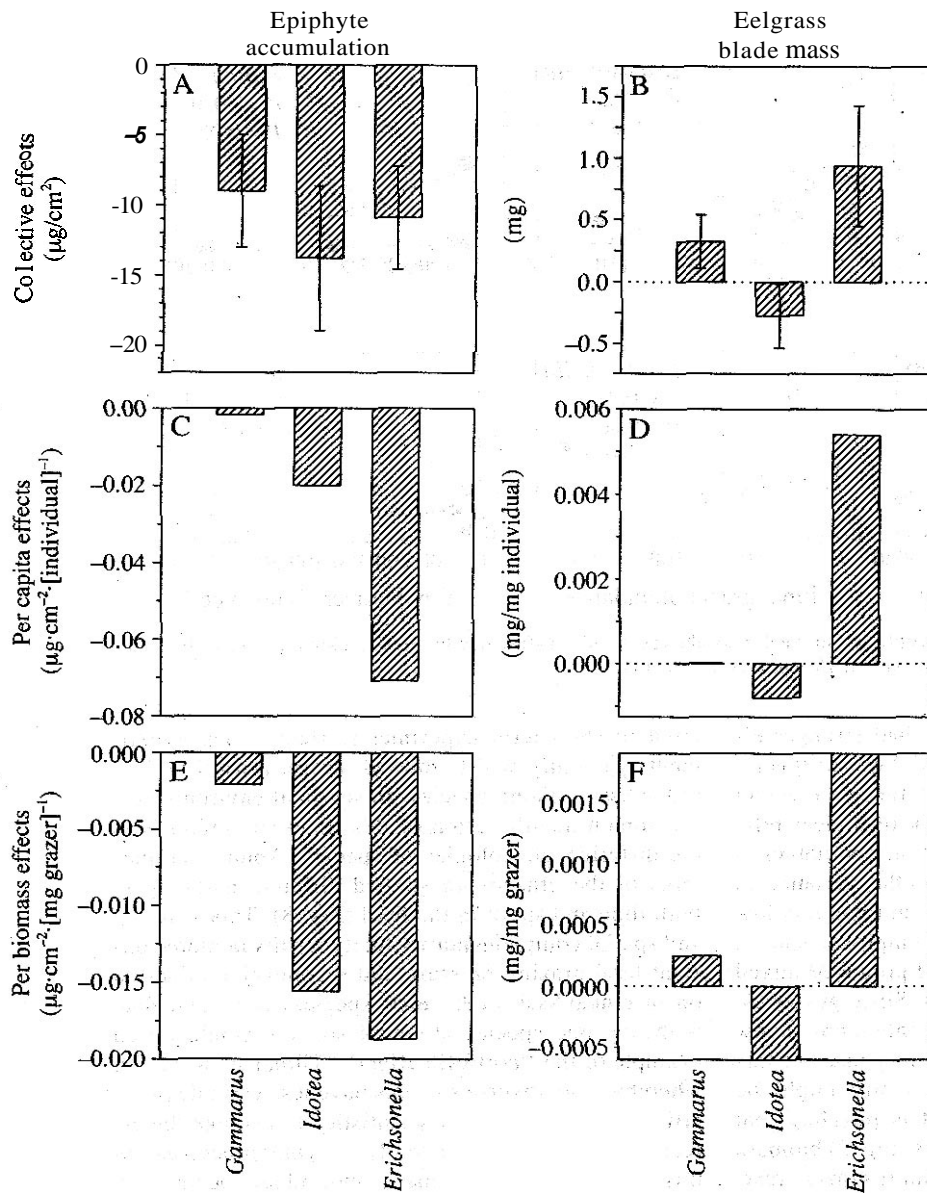 Epiphyte
accumulation
Eelgrass
blade mass
A
0
–5
-10
-15
-20
Colective effects
(µg/cm²)
B
1.5
1.0
0.5
0.0
–0.5
(mg)
C
0.00
–0.02
–0.04
–0.06
–0.08
Per capita effects
(µg·cm⁻²·[individual]⁻¹)
D
0.006
0.004
0.002
0.000
(mg/mg individual)
E
0.000
–0.005
–0.010
–0.015
–0.020
Per biomass effects
(µg·cm⁻²·[mg grazer]⁻¹)
F
0.0015
0.0010
0.0005
0.0000
–0.0005
(mg/mg grazer)
Gammarus
Idotea
Erichsonella
Gammarus
Idotea
Erichsonella